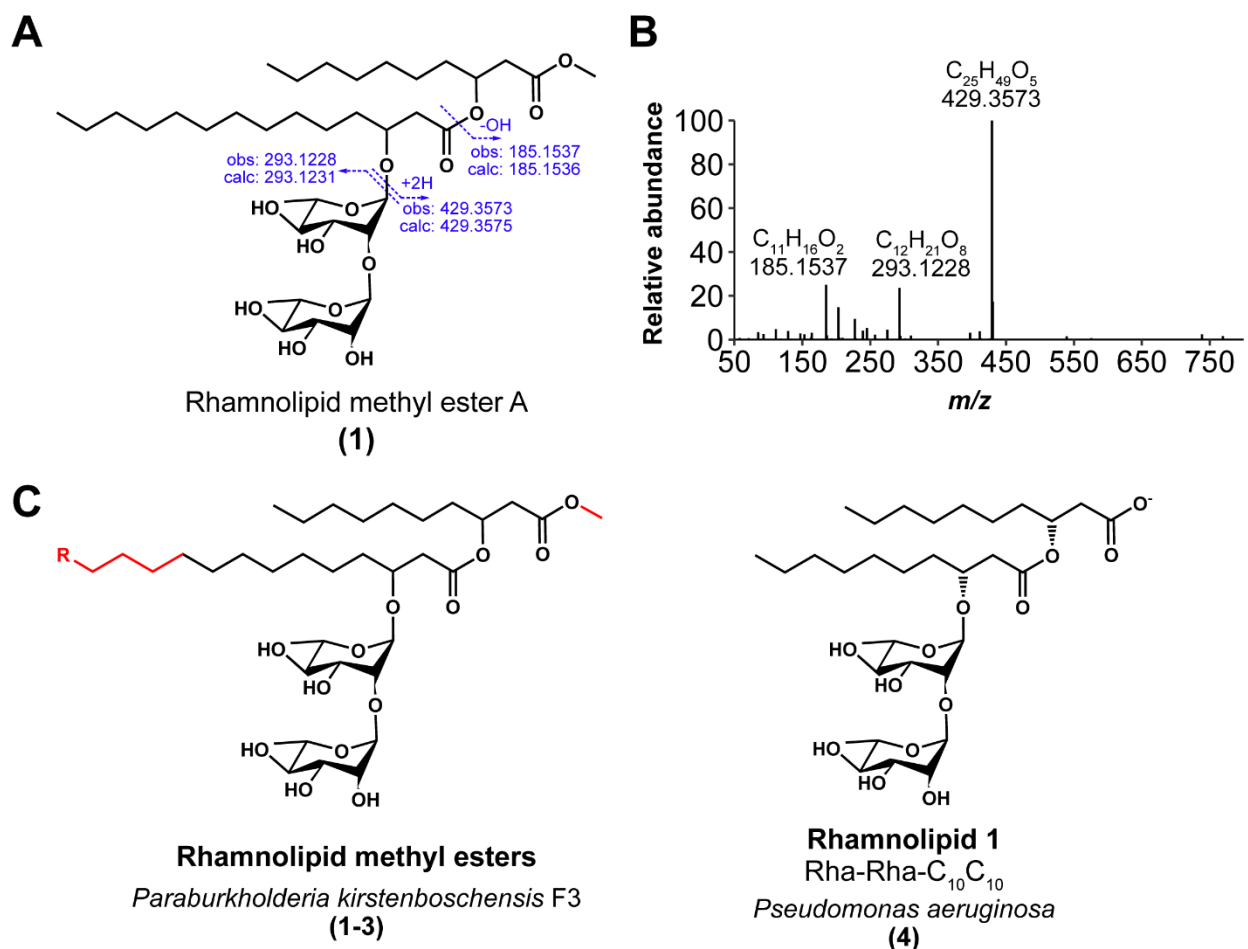 A
O
O
O
-OH
obs: 185.1537
calc: 185.1536
O
O
obs: 293.1228
calc: 293.1231
+2H
obs: 429.3573
calc: 429.3575
HO
O
HO
O
HO
O
HO
OH
Rhamnolipid methyl ester A
(1)
B
C₂₅H₄₉O₅
429.3573
C₁₁H₁₆O₂
185.1537
C₁₂H₂₁O₈
293.1228
Relative abundance
100
80
60
40
20
0
50
150
250
350
450
550
650
750
m/z
C
O
O
R
O
O
O
HO
O
HO
O
HO
O
HO
OH
Rhamnolipid methyl esters
Paraburkholderia kirstenboschensis F3
(1-3)
O⁻
O
O
O
O
HO
O
HO
O
HO
O
HO
OH
Rhamnolipid 1
Rha-Rha-C₁₀C₁₀
Pseudomonas aeruginosa
(4)